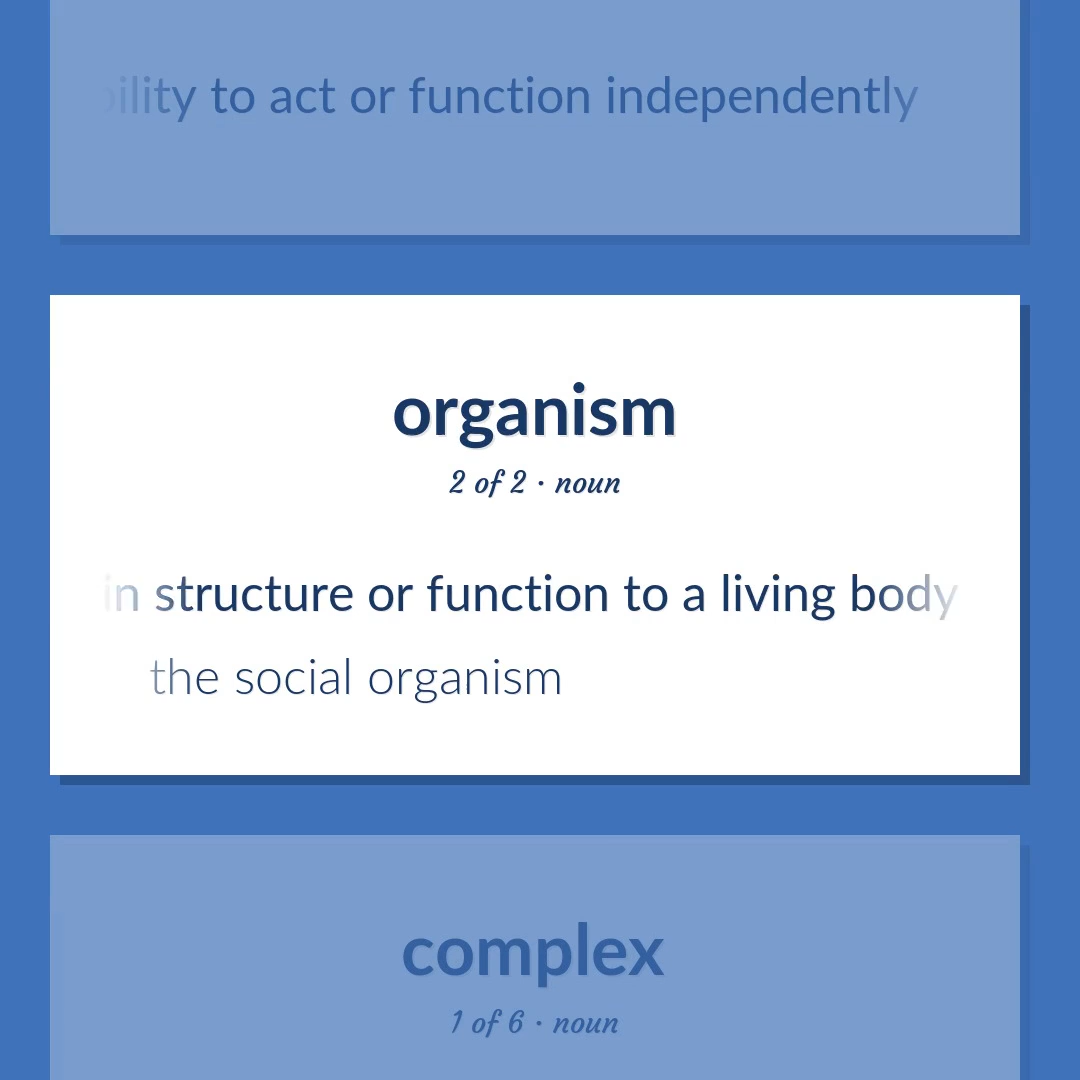 to act or function independently
organism
2 of 2 · noun
in structure or function to a living body
the social organism
complex
1 of 6 · noun